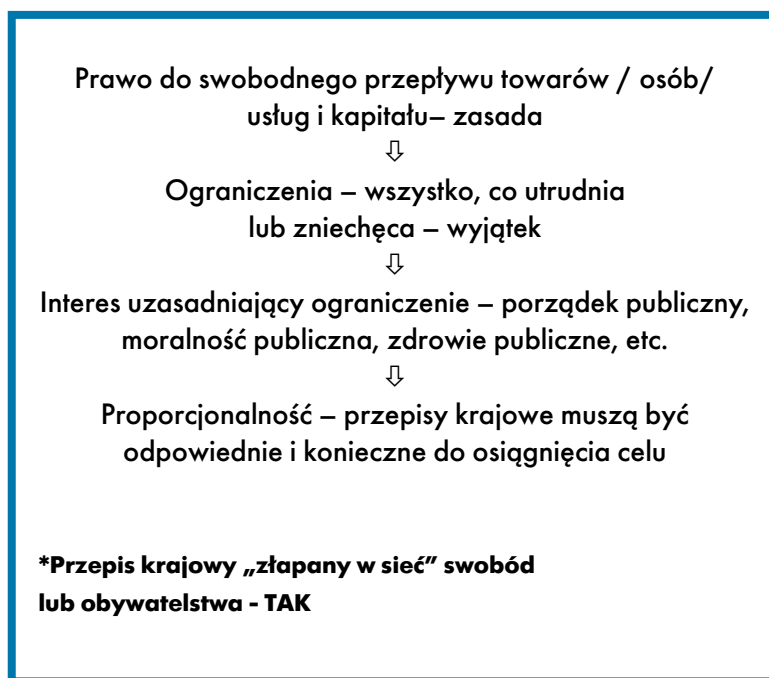 Prawo do swobodnego przepływu towarów / osób/
usług i kapitału– zasada
⇩
Ograniczenia – wszystko, co utrudnia
lub zniechęca – wyjątek
⇩
Interes uzasadniający ograniczenie – porządek publiczny,
moralność publiczna, zdrowie publiczne, etc.
⇩
Proporcjonalność – przepisy krajowe muszą być
odpowiednie i konieczne do osiągnięcia celu
*Przepis krajowy „złapany w sieć” swobód
lub obywatelstwa - TAK